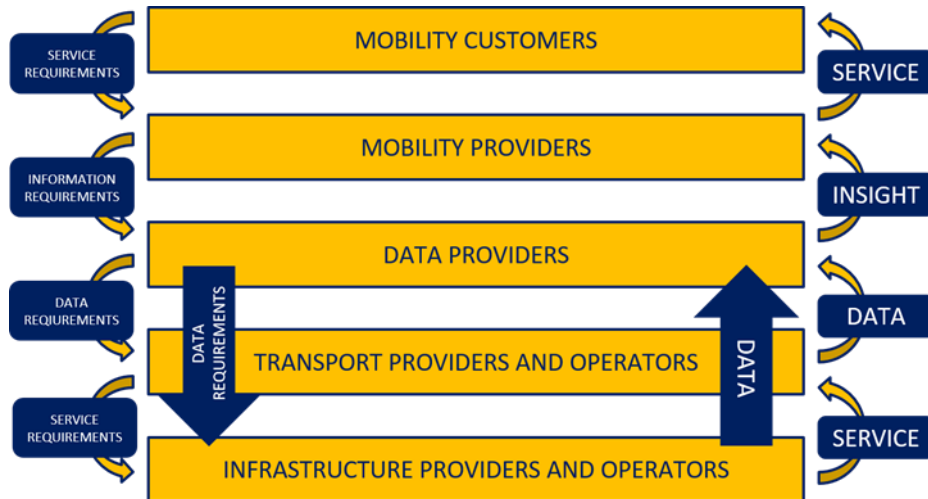 MOBILITY CUSTOMERS
SERVICE
REQUIREMENTS
SERVICE
MOBILITY PROVIDERS
INFORMATION
REQUIREMENTS
INSIGHT
DATA PROVIDERS
DATA
REQIUREMENTS
DATA
REQUIREMENTS
DATA
DATA
TRANSPORT PROVIDERS AND OPERATORS
SERVICE
REQUIREMENTS
SERVICE
INFRASTRUCTURE PROVIDERS AND OPERATORS